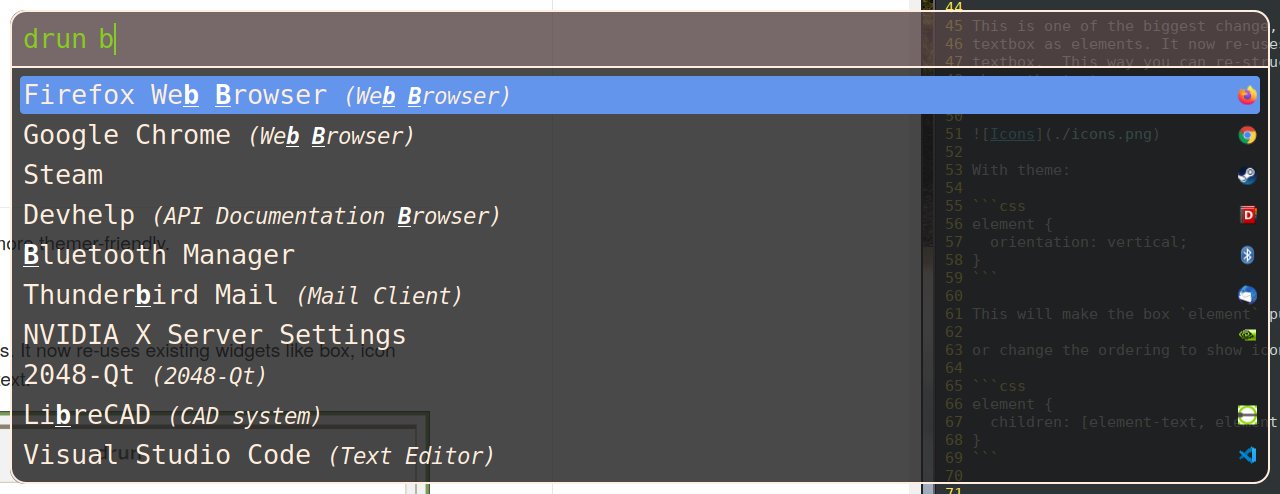 drun b
Firefox Web Browser (Web Browser)
Google Chrome (Web Browser)
Steam
Devhelp (API Documentation Browser)
Bluetooth Manager
Thunderbird Mail (Mail Client)
NVIDIA X Server Settings
2048-Qt (2048-Qt)
LibreCAD (CAD system)
Visual Studio Code (Text Editor)
more themer-friendly.
s. It now re-uses existing widgets like box, icon
text.
44
45 This is one of the biggest change,
46 textbox as elements. It now re-uses
47 textbox. This way you can re-stru
50
51 ![Icons](./icons.png)
52
53 With theme:
54
55 ```css
56 element {
57 orientation: vertical;
58 }
59 ```
60
61 This will make the box `element` pu
62
63 or change the ordering to show icon
64
65 ```css
66 element {
67 children: [element-text, element
68 }
69 ```
70
71